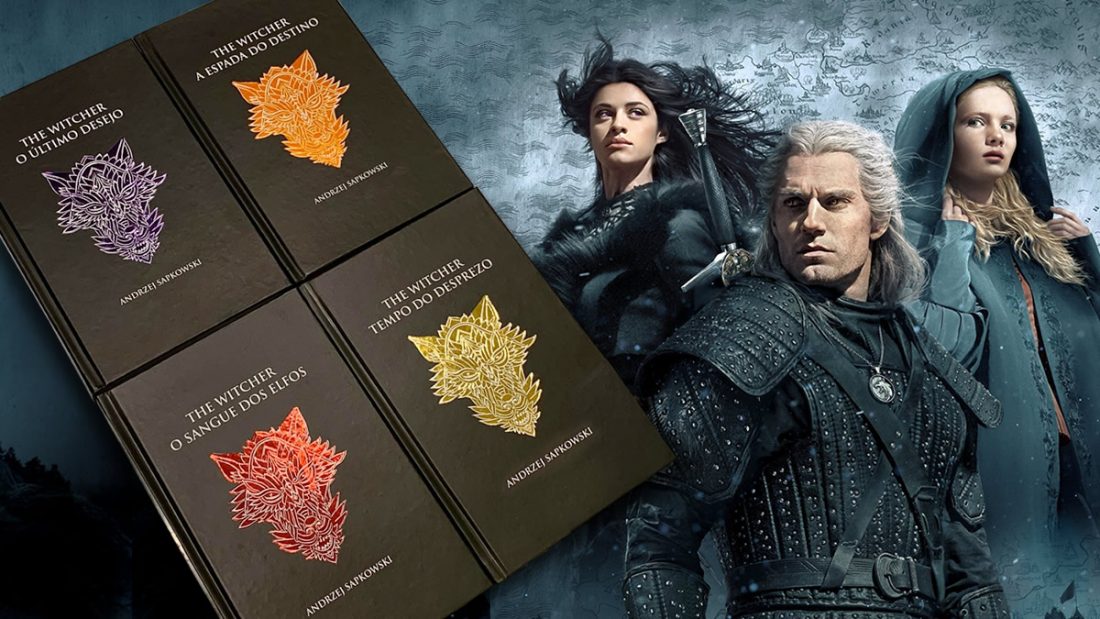 THE WITCHER
O ÚLTIMO DESEJO
ANDRZEJ SAPKOWSKI
THE WITCHER
A ESPADA DO DESTINO
ANDRZEJ SAPKOWSKI
THE WITCHER
O SANGUE DOS ELFOS
ANDRZEJ SAPKOWSKI
THE WITCHER
TEMPO DO DESPREZO
ANDRZEJ SAPKOWSKI